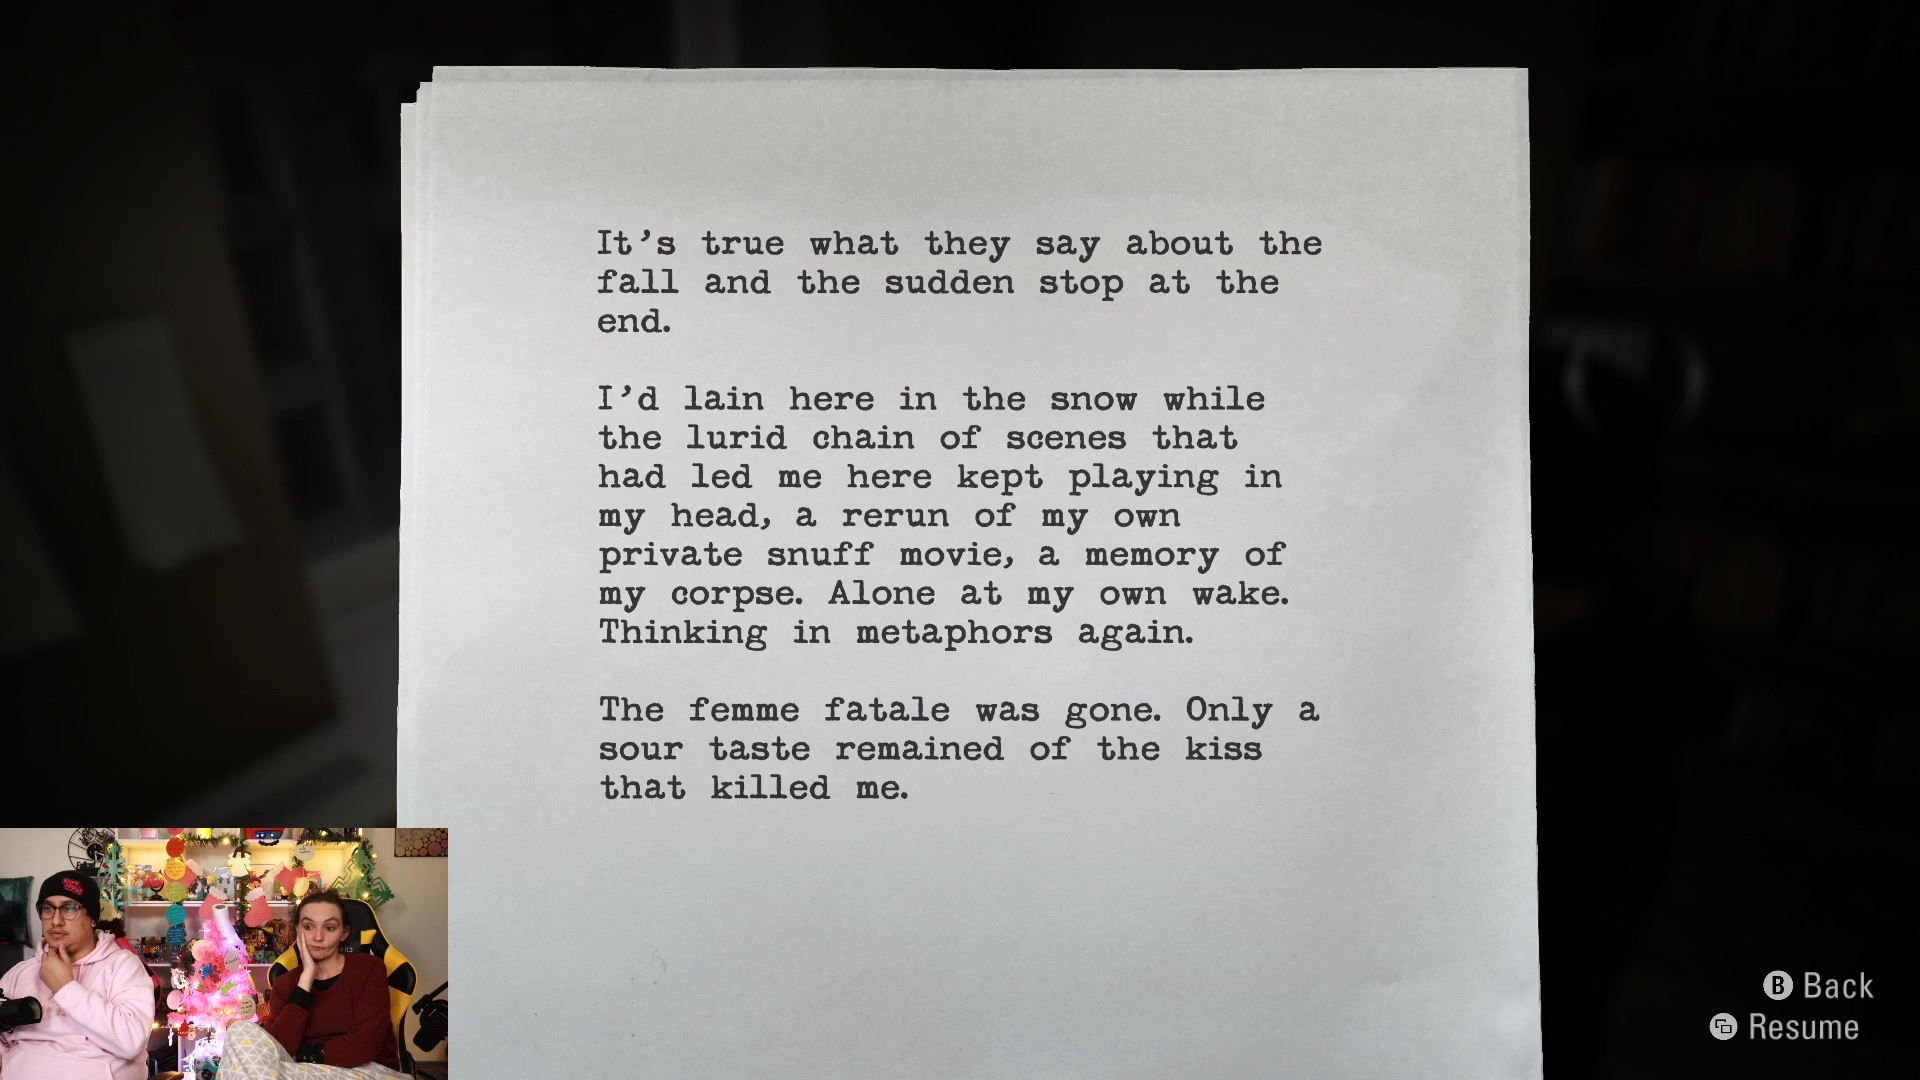 It's true what they say about the
fall and the sudden stop at the
end.
I'd lain here in the snow while
the lurid chain of scenes that
had led me here kept playing in
my head, a rerun of my own
private snuff movie, a memory of
my corpse. Alone at my own wake.
Thinking in metaphors again.
The femme fatale was gone. Only a
sour taste remained of the kiss
that killed me.
B Back
Resume